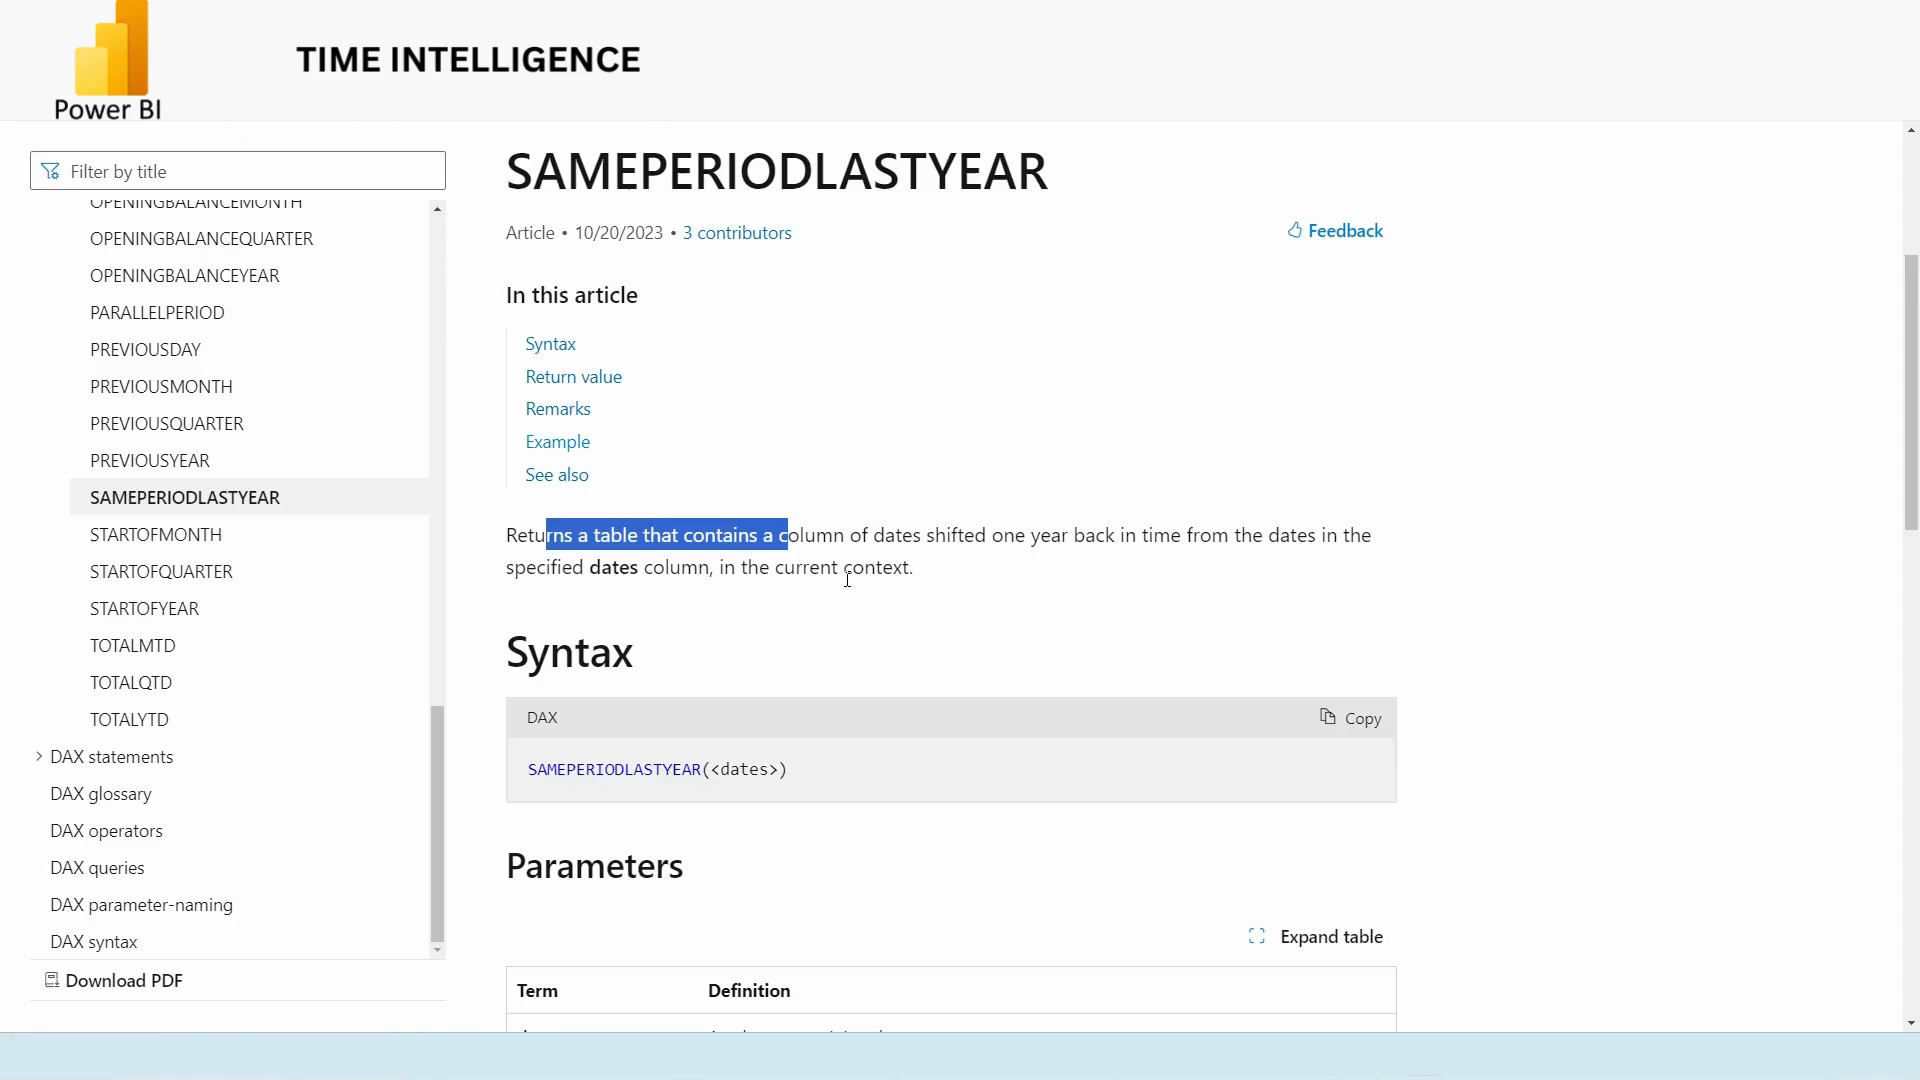 Power BI
TIME INTELLIGENCE
Filter by title
OPENINGBALANCEMONTH
OPENINGBALANCEQUARTER
OPENINGBALANCEYEAR
PARALLELPERIOD
PREVIOUSDAY
PREVIOUSMONTH
PREVIOUSQUARTER
PREVIOUSYEAR
SAMEPERIODLASTYEAR
STARTOFMONTH
STARTOFQUARTER
STARTOFYEAR
TOTALMTD
TOTALQTD
TOTALYTD
DAX statements
DAX glossary
DAX operators
DAX queries
DAX parameter-naming
DAX syntax
Download PDF
SAMEPERIODLASTYEAR
Article • 10/20/2023 • 3 contributors
Feedback
In this article
Syntax
Return value
Remarks
Example
See also
Returns a table that contains a column of dates shifted one year back in time from the dates in the
specified dates column, in the current context.
Syntax
DAX
Copy
SAMEPERIODLASTYEAR(<dates>)
Parameters
Expand table
Term Definition